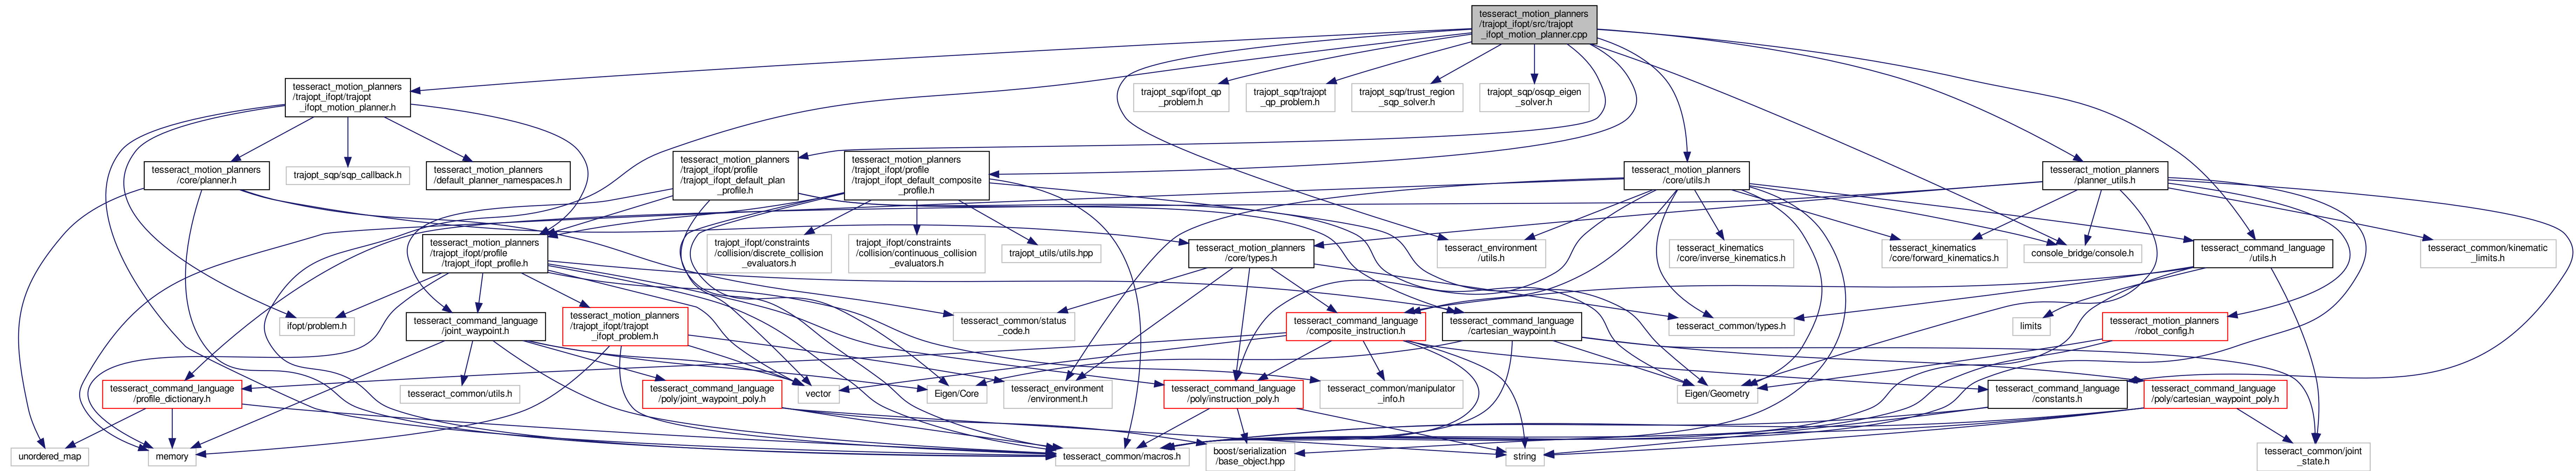 tesseract_motion_planners
/trajopt_ifopt/src/trajopt
_ifopt_motion_planner.cpp
tesseract_motion_planners
/trajopt_ifopt/trajopt
_ifopt_motion_planner.h
trajopt_sqp/ifopt_qp
_problem.h
trajopt_sqp/trajopt
_qp_problem.h
trajopt_sqp/trust_region
_sqp_solver.h
trajopt_sqp/osqp_eigen
_solver.h
tesseract_motion_planners
/core/planner.h
trajopt_sqp/sqp_callback.h
tesseract_motion_planners
/default_planner_namespaces.h
tesseract_motion_planners
/trajopt_ifopt/profile
/trajopt_ifopt_default_plan
_profile.h
tesseract_motion_planners
/trajopt_ifopt/profile
/trajopt_ifopt_default_composite
_profile.h
tesseract_motion_planners
/core/utils.h
tesseract_motion_planners
/planner_utils.h
tesseract_motion_planners
/trajopt_ifopt/profile
/trajopt_ifopt_profile.h
trajopt_ifopt/constraints
/collision/discrete_collision
_evaluators.h
trajopt_ifopt/constraints
/collision/continuous_collision
_evaluators.h
trajopt_utils/utils.hpp
tesseract_motion_planners
/core/types.h
tesseract_environment
/utils.h
tesseract_kinematics
/core/inverse_kinematics.h
tesseract_kinematics
/core/forward_kinematics.h
console_bridge/console.h
tesseract_command_language
/utils.h
tesseract_common/kinematic
_limits.h
ifopt/problem.h
tesseract_command_language
/joint_waypoint.h
tesseract_motion_planners
/trajopt_ifopt/trajopt
_ifopt_problem.h
tesseract_common/status
_code.h
tesseract_command_language
/composite_instruction.h
tesseract_command_language
/cartesian_waypoint.h
tesseract_common/types.h
limits
tesseract_motion_planners
/robot_config.h
tesseract_command_language
/profile_dictionary.h
tesseract_common/utils.h
tesseract_command_language
/poly/joint_waypoint_poly.h
vector
Eigen/Core
tesseract_environment
/environment.h
tesseract_command_language
/poly/instruction_poly.h
tesseract_common/manipulator
_info.h
Eigen/Geometry
tesseract_command_language
/constants.h
tesseract_command_language
/poly/cartesian_waypoint_poly.h
unordered_map
memory
tesseract_common/macros.h
boost/serialization
/base_object.hpp
string
tesseract_common/joint
_state.h